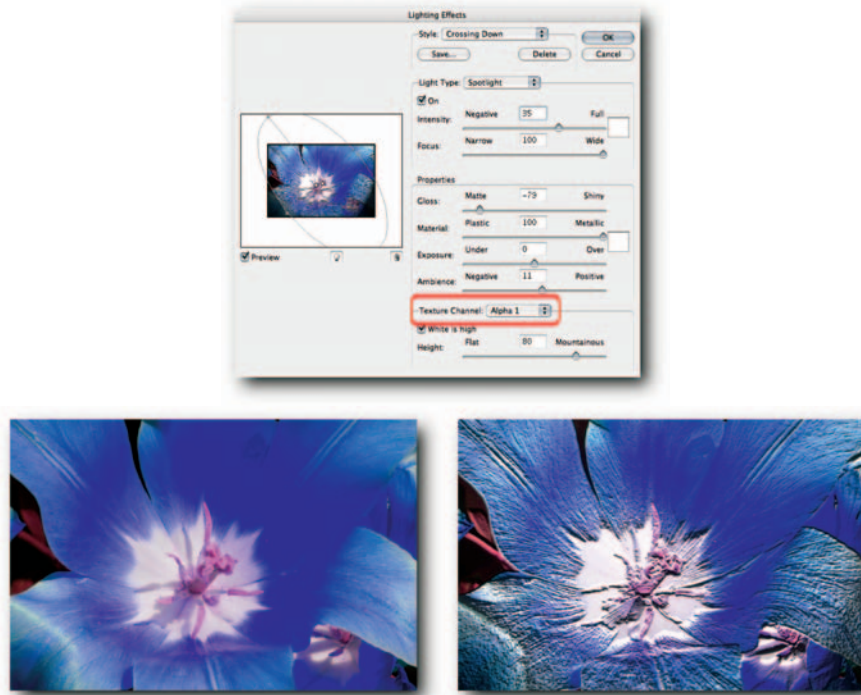 Lighting Effects
Style: Crossing Down
OK
Save...
Delete
Cancel
Light Type: Spotlight
On
Intensity: Negative 35 Full
Focus: Narrow 100 Wide
Properties
Gloss: Matte -79 Shiny
Material: Plastic 100 Metallic
Exposure: Under 0 Over
Ambience: Negative 11 Positive
Preview
Texture Channel: Alpha 1
White is high
Height: Flat 80 Mountainous